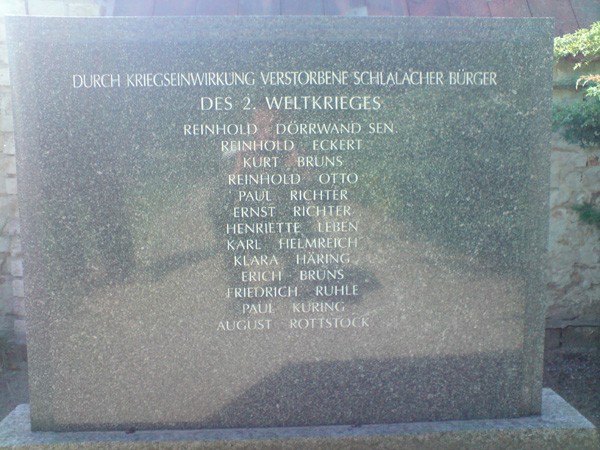 DURCH KRIEGSEINWIRKUNG VERSTORBENE SCHLALACHER BÜRGER
DES 2. WELTKRIEGES
REINHOLD DÖRRWAND SEN.
REINHOLD ECKERT
KURT BRUNS
REINHOLD OTTO
PAUL RICHTER
ERNST RICHTER
HENRIETTE LEBEN
KARL HELMREICH
KLARA HÄRING
ERICH BRUNS
FRIEDRICH RUHLE
PAUL KÜRING
AUGUST ROTTSTOCK